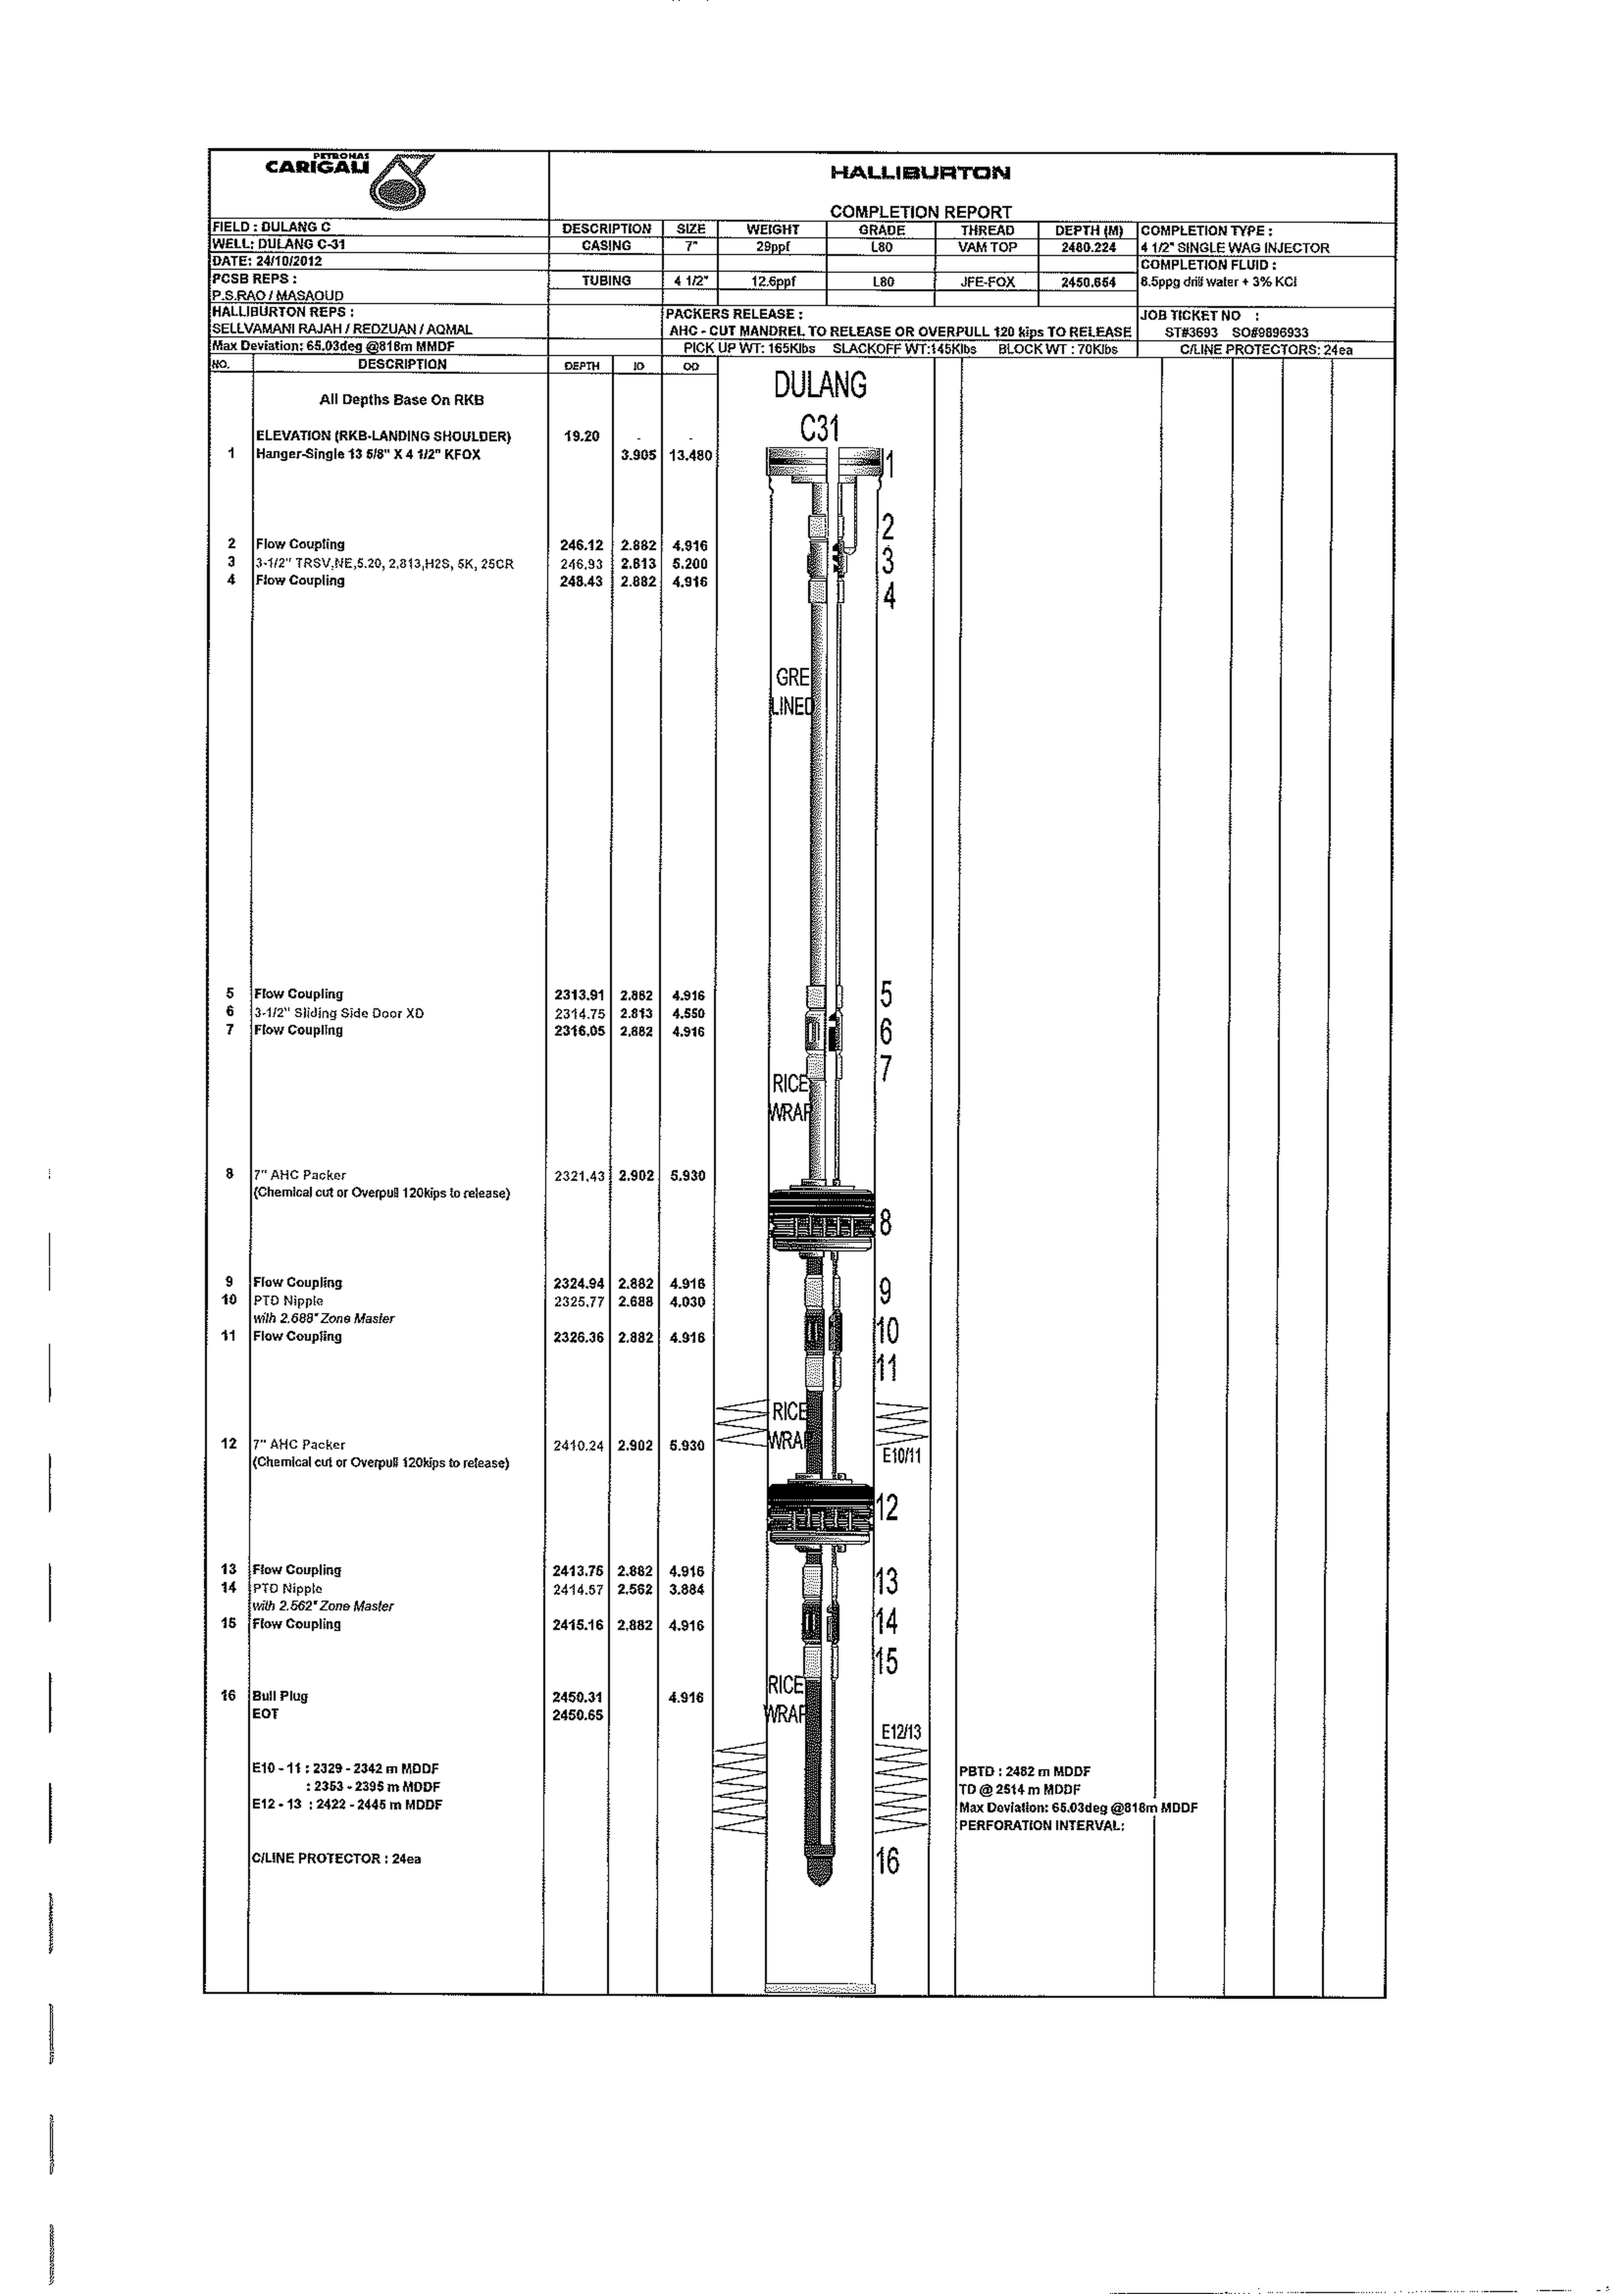 PETRONAS
CARIGALI
HALLIBURTON
COMPLETION REPORT
FIELD : DULANG C DESCRIPTION SIZE WEIGHT GRADE THREAD DEPTH (M) COMPLETION TYPE :
WELL: DULANG C-31 CASING 7" 29ppf L80 VAM TOP 2480.224 4 1/2" SINGLE WAG INJECTOR
DATE: 24/10/2012 COMPLETION FLUID :
PCSB REPS : TUBING 4 1/2" 12.6ppf L80 JFE-FOX 2450.654 8.5ppg drill water + 3% KCl
P.S.RAO / MASAOUD
HALLIBURTON REPS : PACKERS RELEASE : JOB TICKET NO :
SELLVAMANI RAJAH / REDZUAN / AQMAL AHC - CUT MANDREL TO RELEASE OR OVERPULL 120 kips TO RELEASE ST#3693 SO#9896933
Max Deviation: 65.03deg @818m MMDF PICK UP WT: 165Klbs SLACKOFF WT:145Klbs BLOCK WT : 70Klbs C/LINE PROTECTORS: 24ea
NO. DESCRIPTION DEPTH ID OD
DULANG
C31
All Depths Base On RKB
ELEVATION (RKB-LANDING SHOULDER) 19.20 - -
1 Hanger-Single 13 5/8" X 4 1/2" KFOX 3.905 13.480 1
2
2 Flow Coupling 246.12 2.882 4.916
3 3-1/2" TRSV,NE,5.20, 2.813,H2S, 5K, 25CR 246.93 2.813 5.200 3
4 Flow Coupling 248.43 2.882 4.916 4
GRE
LINED
5 Flow Coupling 2313.91 2.882 4.916 5
6 3-1/2" Sliding Side Door XD 2314.75 2.813 4.550
7 Flow Coupling 2316.05 2.882 4.916 6
7
RICE
WRAP
8 7" AHC Packer 2321.43 2.902 5.930
(Chemical cut or Overpull 120kips to release)
8
9 Flow Coupling 2324.94 2.882 4.916 9
10 PTD Nipple 2325.77 2.688 4.030
with 2.688" Zone Master
11 Flow Coupling 2326.36 2.882 4.916 10
11
RICE
WRAP
12 7" AHC Packer 2410.24 2.902 5.930
E10/11
(Chemical cut or Overpull 120kips to release)
12
13 Flow Coupling 2413.75 2.882 4.916 13
14 PTD Nipple 2414.57 2.562 3.884
with 2.562" Zone Master
15 Flow Coupling 2415.16 2.882 4.916 14
15
RICE
16 Bull Plug 2450.31 4.916
EOT 2450.65 WRAP
E12/13
E10 - 11 : 2329 - 2342 m MDDF PBTD : 2462 m MDDF
: 2353 - 2395 m MDDF TD @ 2514 m MDDF
E12 - 13 : 2422 - 2445 m MDDF Max Deviation: 65.03deg @818m MDDF
PERFORATION INTERVAL:
C/LINE PROTECTOR : 24ea 16